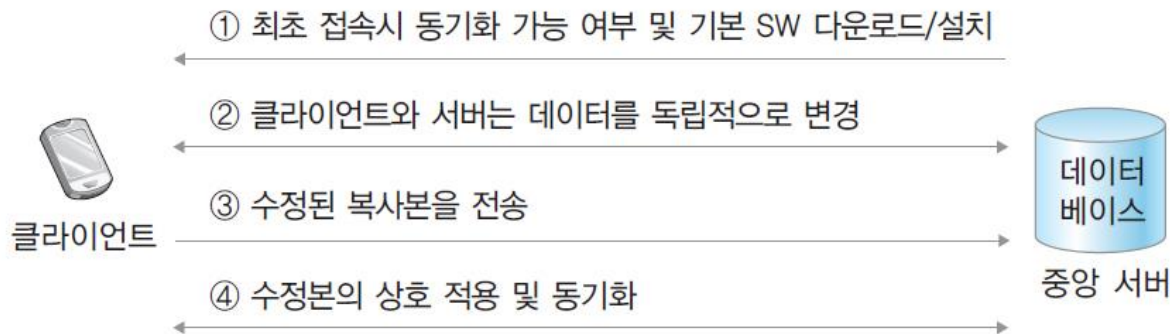 ① 최초 접속시 동기화 가능 여부 및 기본 SW 다운로드/설치
② 클라이언트와 서버는 데이터를 독립적으로 변경
③ 수정된 복사본을 전송
④ 수정본의 상호 적용 및 동기화
클라이언트
데이터
베이스
중앙 서버